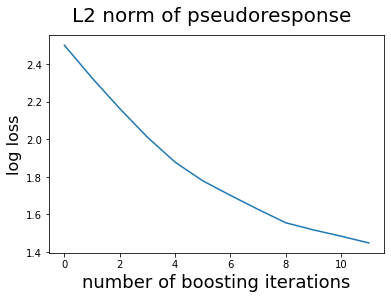 L2 norm of pseudoresponse
2.4
2.2
2.0
1.8
1.6
1.4
log loss
0 2 4 6 8 10
number of boosting iterations